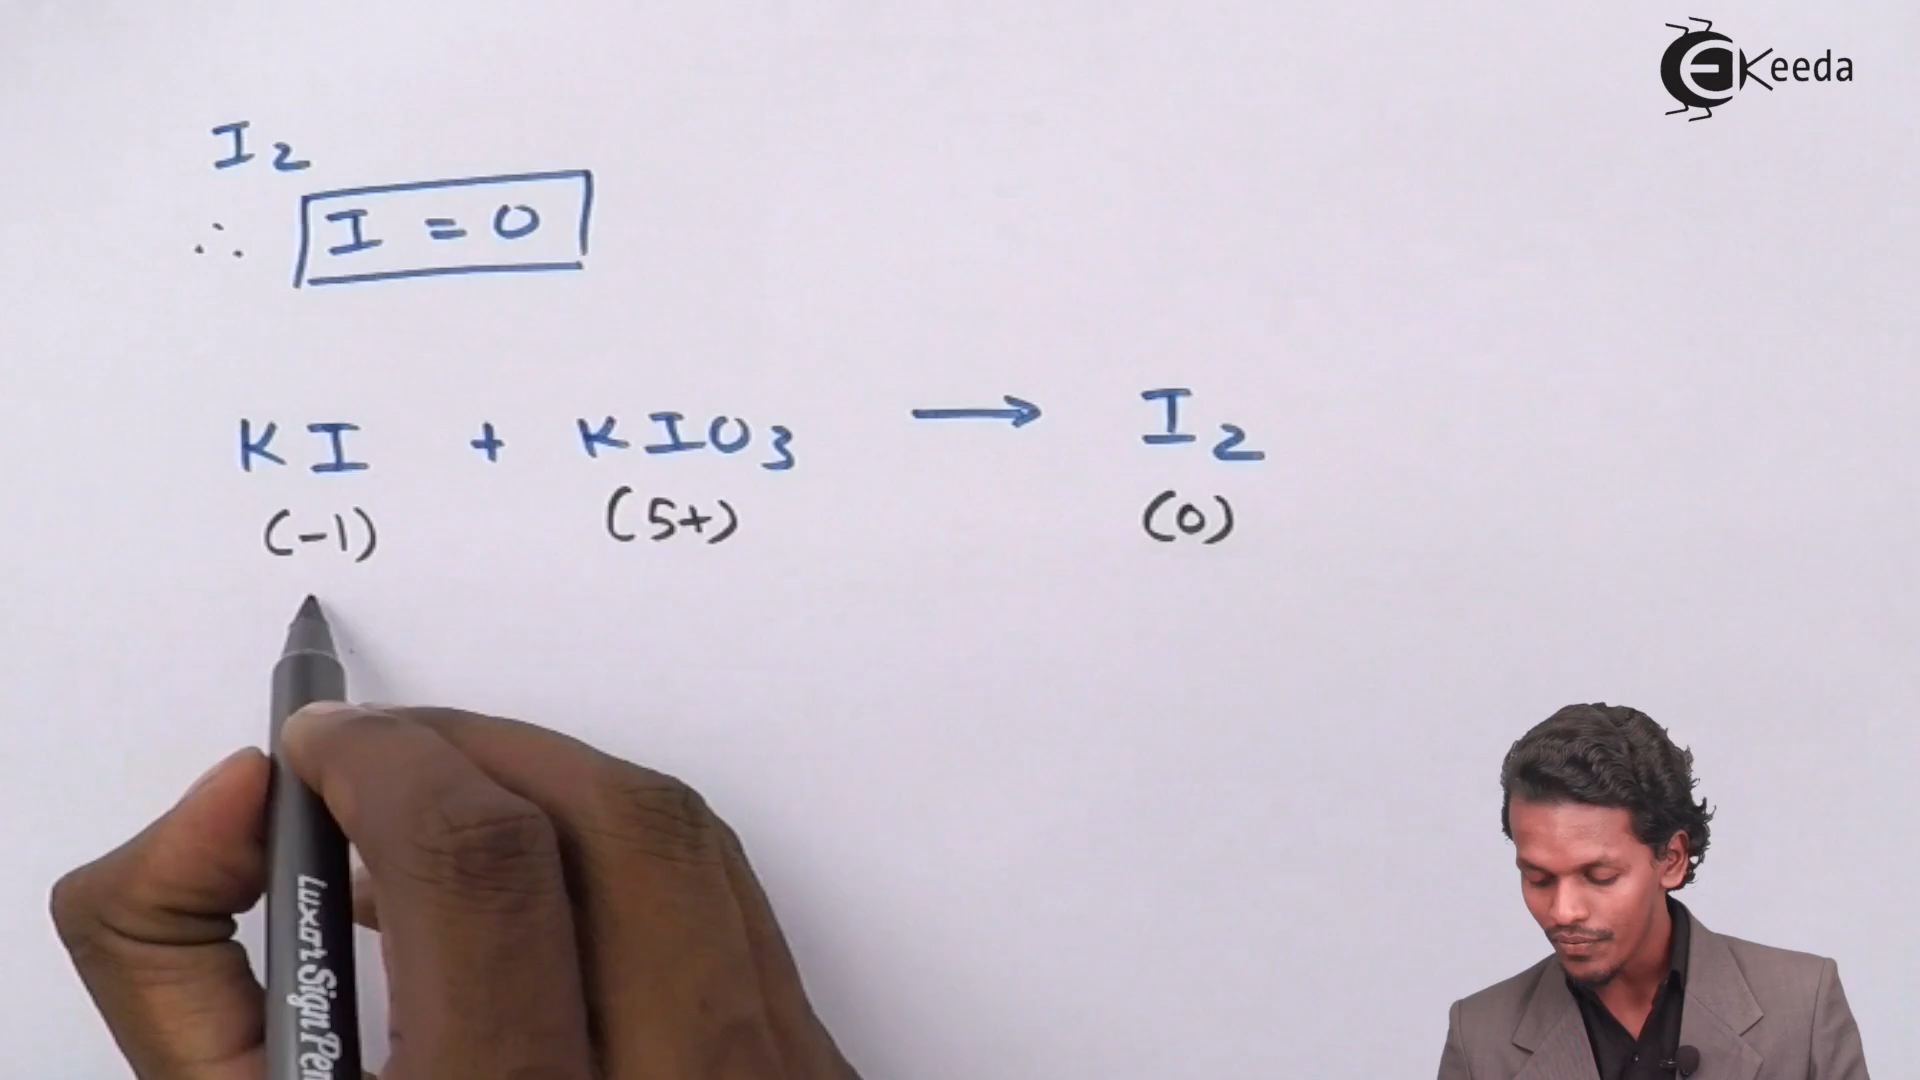 Keeda
I2
∴ I = 0
KI + KIO3 → I2
(-1) (5+) (0)
Luxor Sign Pen